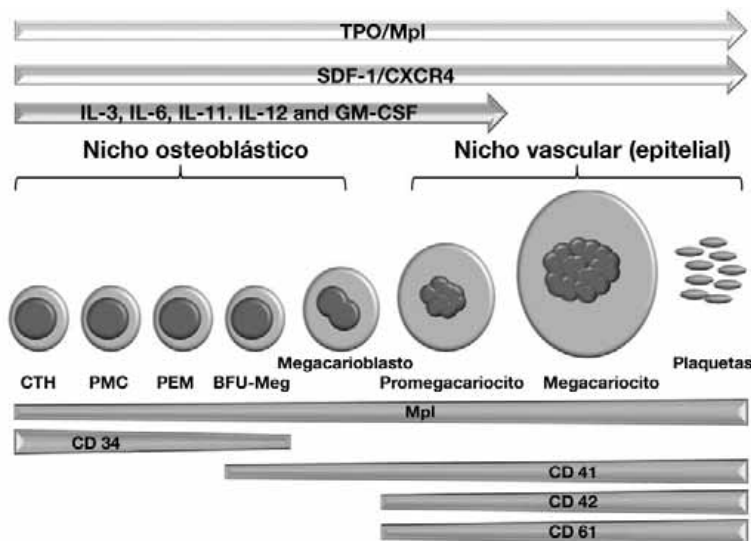 TPO/Mpl
SDF-1/CXCR4
IL-3, IL-6, IL-11. IL-12 and GM-CSF
Nicho osteoblástico
Nicho vascular (epitelial)
CTH
PMC
PEM
BFU-Meg
Megacarioblasto
Promegacariocito
Megacariocito
Plaquetas
Mpl
CD 34
CD 41
CD 42
CD 61